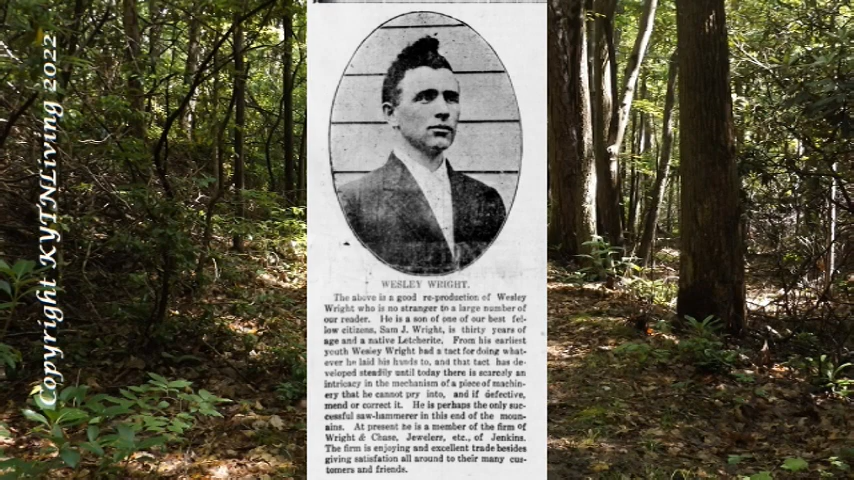 Copyright KYTNLiving 2022
WESLEY WRIGHT.
The above is a good re-production of Wesley
Wright who is no stranger to a large number of
our reader. He is a son of one of our best fel-
low citizens, Sam J. Wright, is thirty years of
age and a native Letcherite. From his earliest
youth Wesley Wright had a tact for doing what-
ever he laid his hands to, and that tact has de-
veloped steadily until today there is scarcely an
intricacy in the mechanism of a piece of machin-
ery that he cannot pry into, and if defective,
mend or correct it. He is perhaps the only suc-
cessful saw-hammerer in this end of the moun-
ains. At present he is a member of the firm of
Wright & Chase, Jewelers, etc., of Jenkins.
The firm is enjoying and excellent trade besides
giving satisfaction all around to their many cus-
tomers and friends.